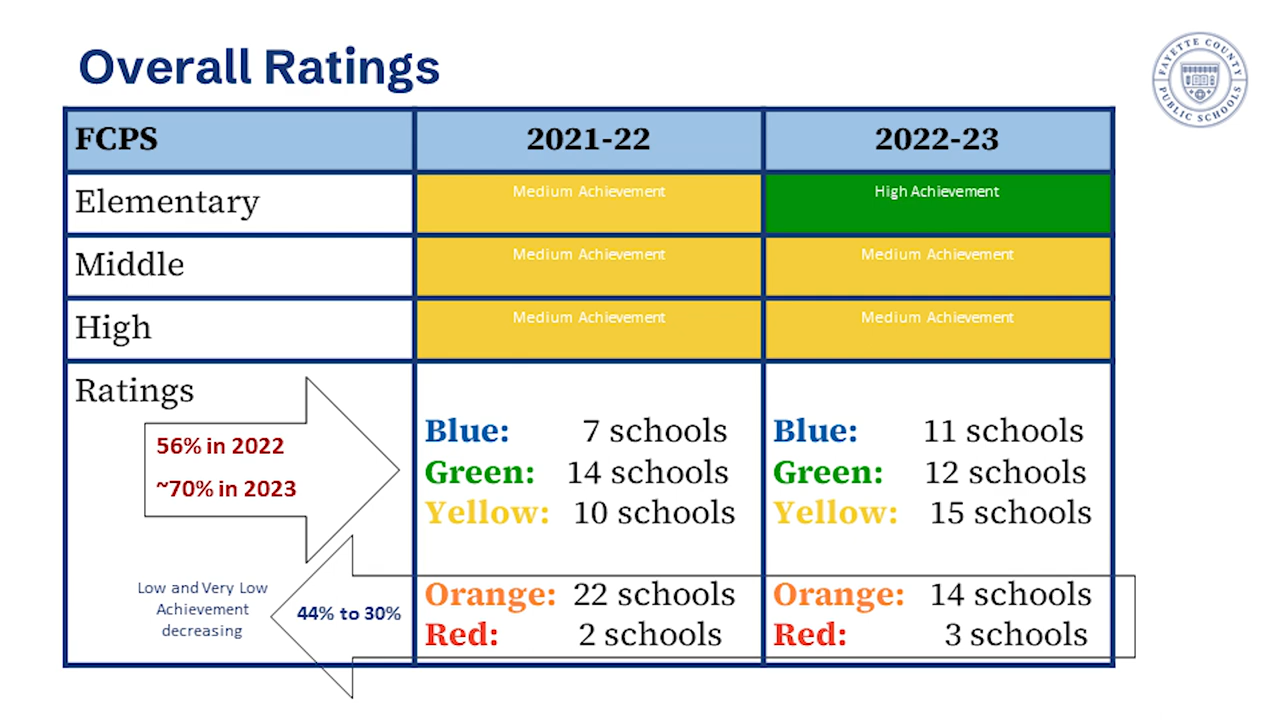 Overall Ratings
FAYETTE COUNTY
PUBLIC SCHOOLS
FCPS 2021-22 2022-23
Elementary Medium Achievement High Achievement
Middle Medium Achievement Medium Achievement
High Medium Achievement Medium Achievement
Ratings
56% in 2022
~70% in 2023
Blue: 7 schools Blue: 11 schools
Green: 14 schools Green: 12 schools
Yellow: 10 schools Yellow: 15 schools
Low and Very Low
Achievement
decreasing
44% to 30%
Orange: 22 schools Orange: 14 schools
Red: 2 schools Red: 3 schools